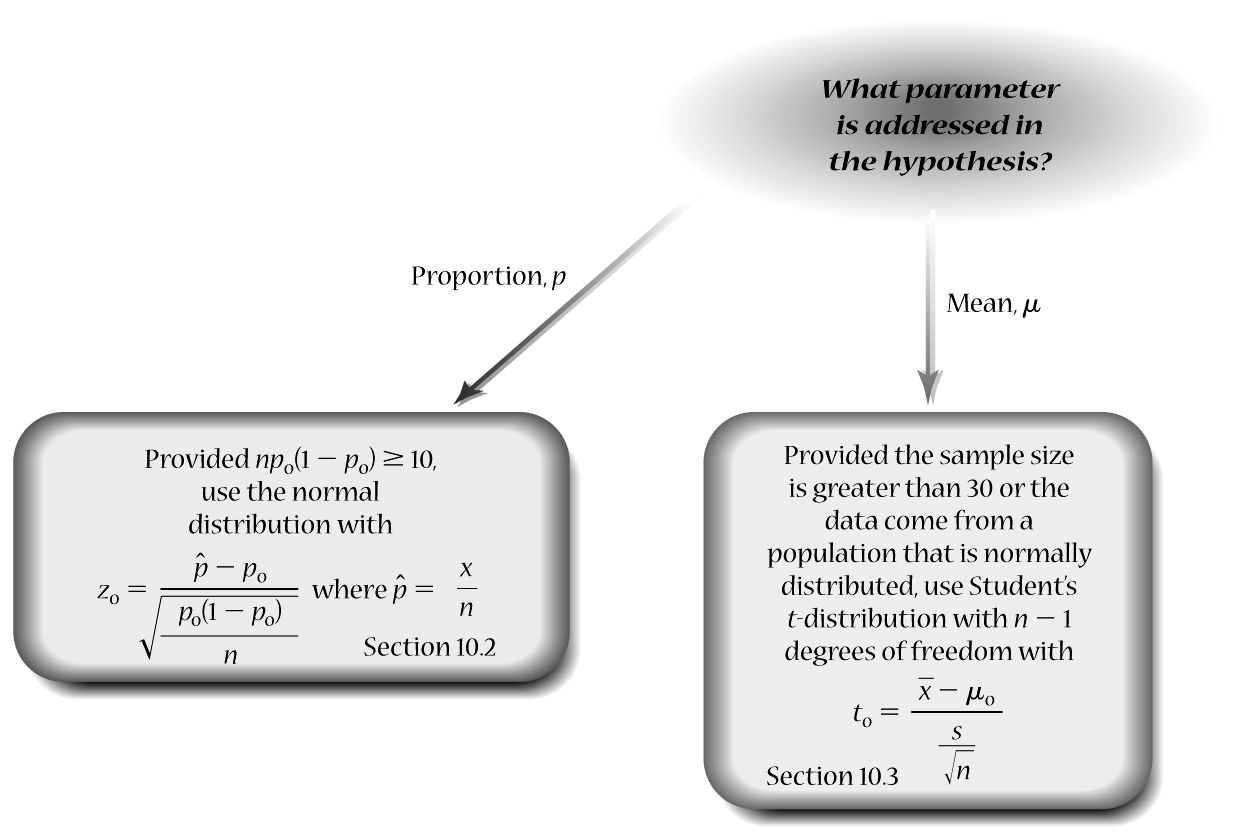 What parameter
is addressed in
the hypothesis?
Proportion, p
Mean, μ
Provided np₀(1 − p₀) ≥ 10,
use the normal
distribution with
z₀ = (p̂ − p₀) / √(p₀(1 − p₀) / n) where p̂ = x / n
Section 10.2
Provided the sample size
is greater than 30 or the
data come from a
population that is normally
distributed, use Student's
t-distribution with n − 1
degrees of freedom with
t₀ = (x̄ − μ₀) / (s / √n)
Section 10.3